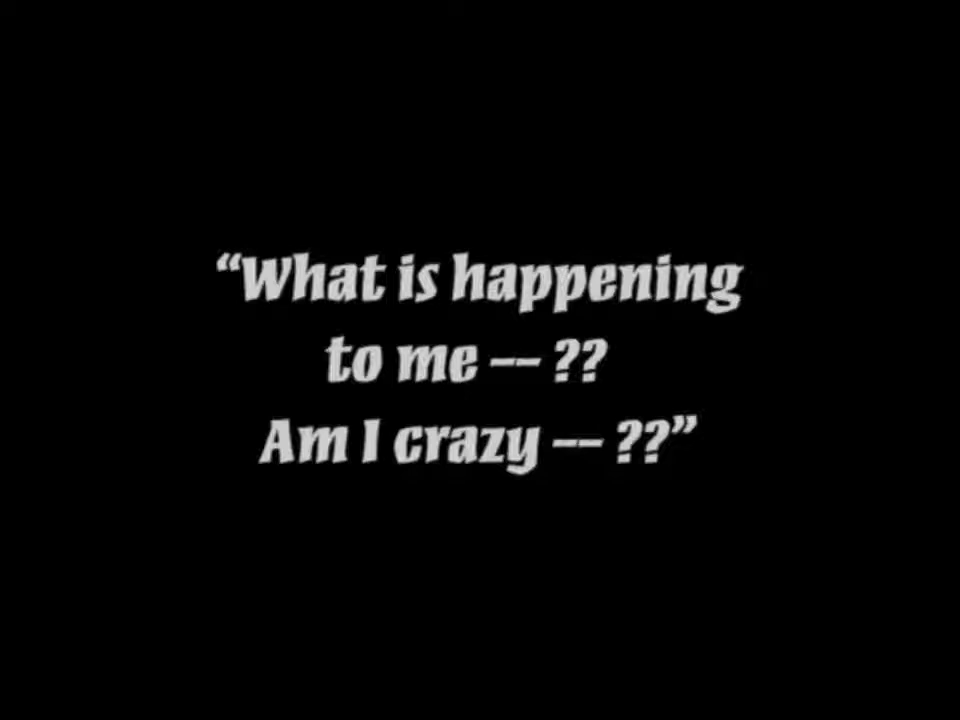 “What is happening
to me -- ??
Am I crazy -- ??”